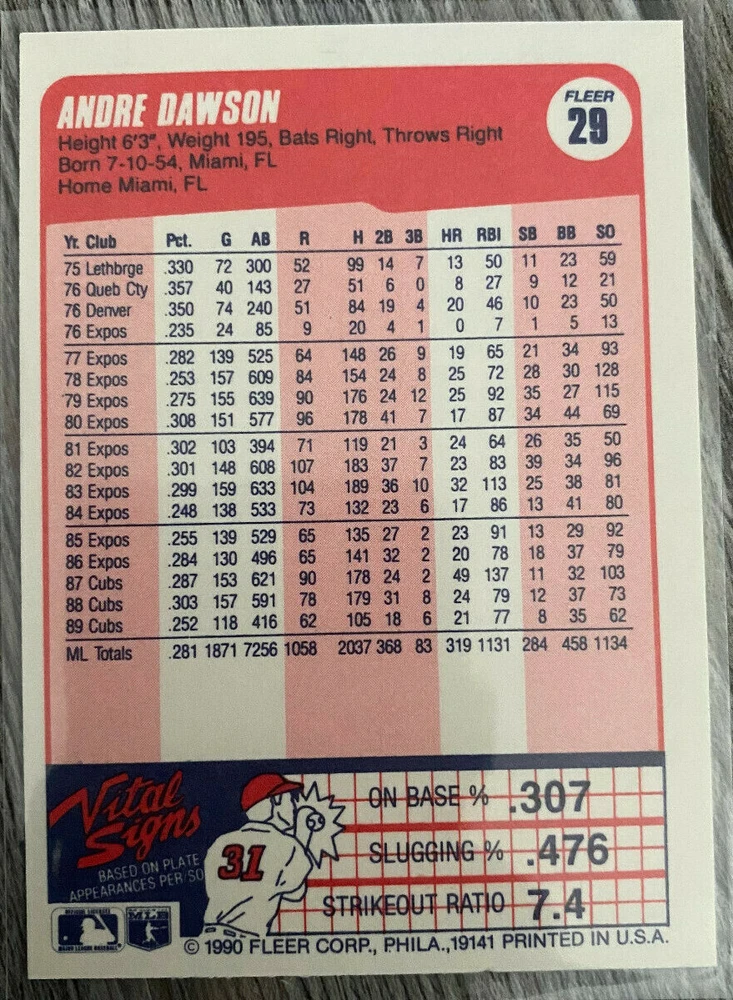 ANDRE DAWSON
FLEER
29
Height 6'3", Weight 195, Bats Right, Throws Right
Born 7-10-54, Miami, FL
Home Miami, FL
Yr. Club Pct. G AB R H 2B 3B HR RBI SB BB SO
75 Lethbrge .330 72 300 52 99 14 7 13 50 11 23 59
76 Queb Cty .357 40 143 27 51 6 0 8 27 9 12 21
76 Denver .350 74 240 51 84 19 4 20 46 10 23 50
76 Expos .235 24 85 9 20 4 1 0 7 1 5 13
77 Expos .282 139 525 64 148 26 9 19 65 21 34 93
78 Expos .253 157 609 84 154 24 8 25 72 28 30 128
79 Expos .275 155 639 90 176 24 12 25 92 35 27 115
80 Expos .308 151 577 96 178 41 7 17 87 34 44 69
81 Expos .302 103 394 71 119 21 3 24 64 26 35 50
82 Expos .301 148 608 107 183 37 7 23 83 39 34 96
83 Expos .299 159 633 104 189 36 10 32 113 25 38 81
84 Expos .248 138 533 73 132 23 6 17 86 13 41 80
85 Expos .255 139 529 65 135 27 2 23 91 13 29 92
86 Expos .284 130 496 65 141 32 2 20 78 18 37 79
87 Cubs .287 153 621 90 178 24 2 49 137 11 32 103
88 Cubs .303 157 591 78 179 31 8 24 79 12 37 73
89 Cubs .252 118 416 62 105 18 6 21 77 8 35 62
ML Totals .281 1871 7256 1058 2037 368 83 319 1131 284 458 1134
Vital
Signs
BASED ON PLATE
APPEARANCES PER/SO
31
ON BASE % .307
SLUGGING % .476
STRIKEOUT RATIO 7.4
MLB
© 1990 FLEER CORP., PHILA.,19141 PRINTED IN U.S.A.